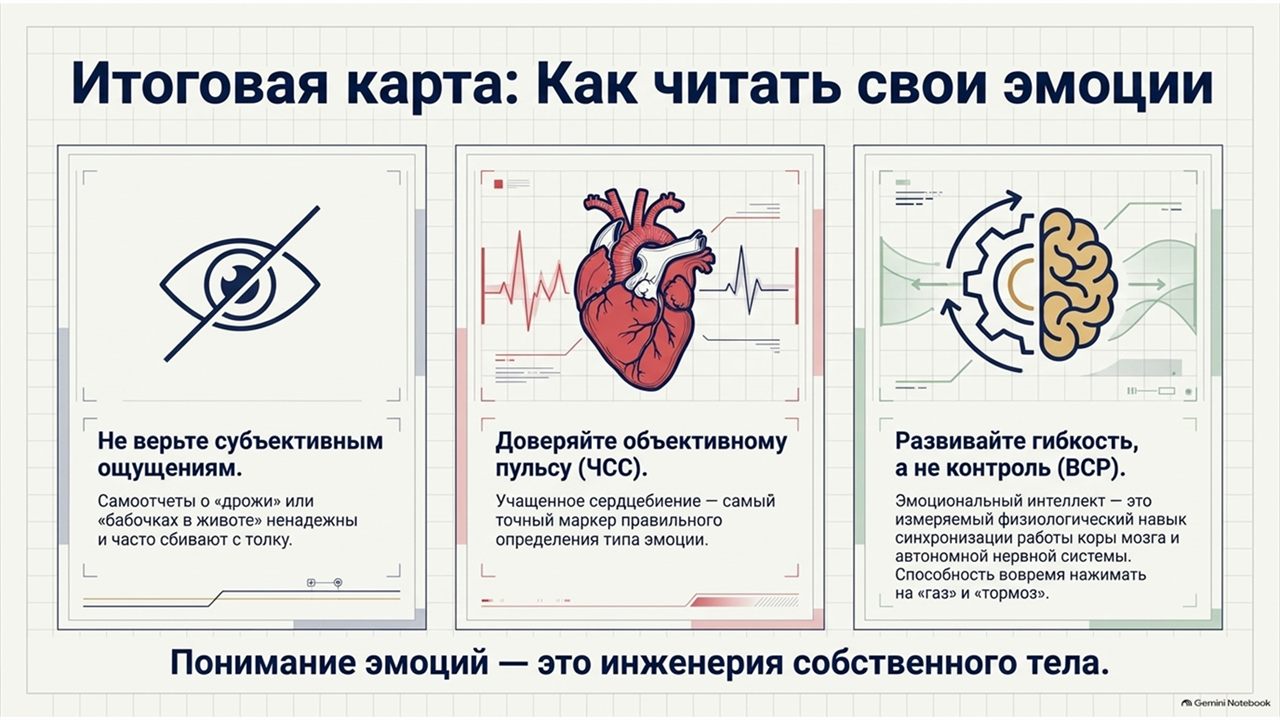 Итоговая карта: Как читать свои эмоции
Не верьте субъективным
ощущениям.
Самоотчеты о «дрожи» или
«бабочках в животе» ненадежны
и часто сбивают с толку.
Доверяйте объективному
пульсу (ЧСС).
Учащенное сердцебиение — самый
точный маркер правильного
определения типа эмоции.
Развивайте гибкость,
а не контроль (ВСР).
Эмоциональный интеллект — это
измеряемый физиологический навык
синхронизации работы коры мозга и
автономной нервной системы.
Способность вовремя нажимать
на «газ» и «тормоз».
Понимание эмоций — это инженерия собственного тела.
Gemini Notebook